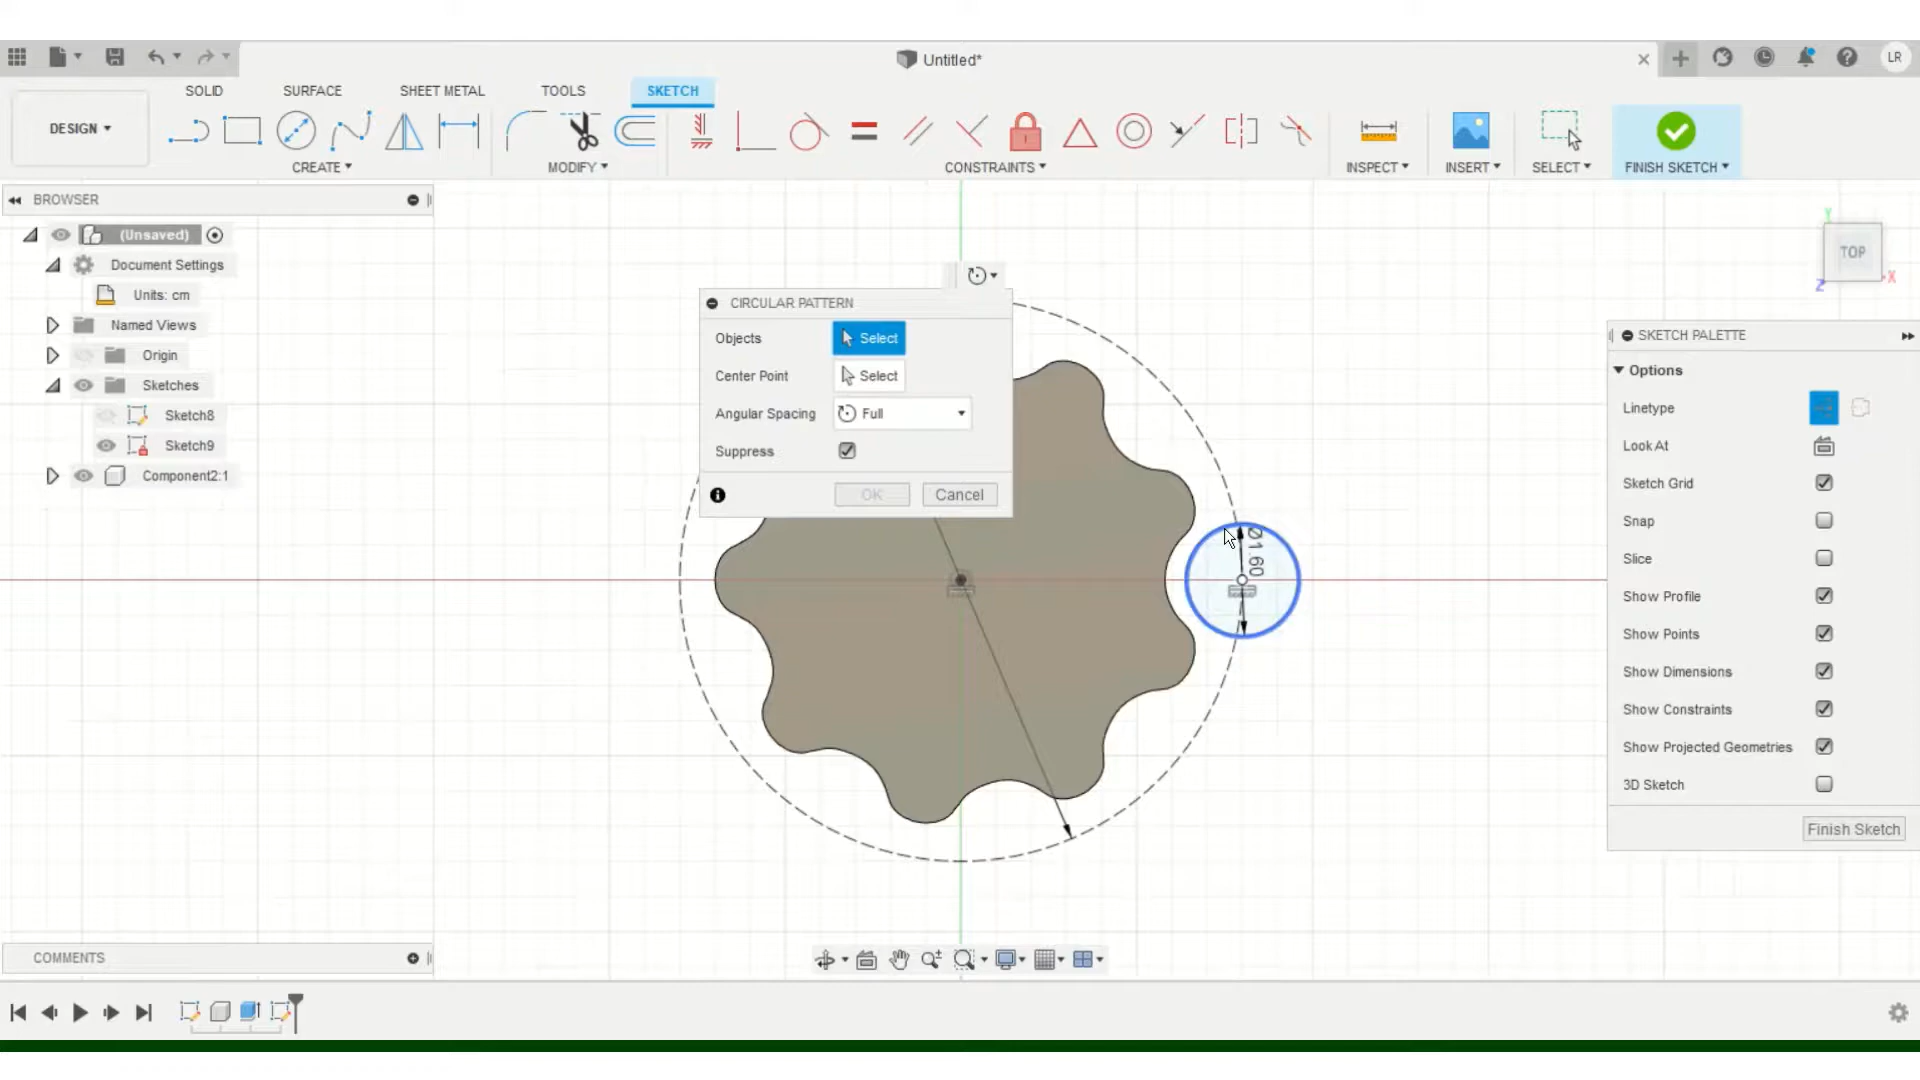 Untitled*
LR
SOLID
SURFACE
SHEET METAL
TOOLS
SKETCH
DESIGN
CREATE
MODIFY
CONSTRAINTS
INSPECT
INSERT
SELECT
FINISH SKETCH
BROWSER
(Unsaved)
Document Settings
Units: cm
Named Views
Origin
Sketches
Sketch8
Sketch9
Component2:1
Y
TOP
X
Z
CIRCULAR PATTERN
Objects
Select
Center Point
Select
Angular Spacing
Full
Suppress
OK
Cancel
Ø1.60
SKETCH PALETTE
Options
Linetype
Look At
Sketch Grid
Snap
Slice
Show Profile
Show Points
Show Dimensions
Show Constraints
Show Projected Geometries
3D Sketch
Finish Sketch
COMMENTS